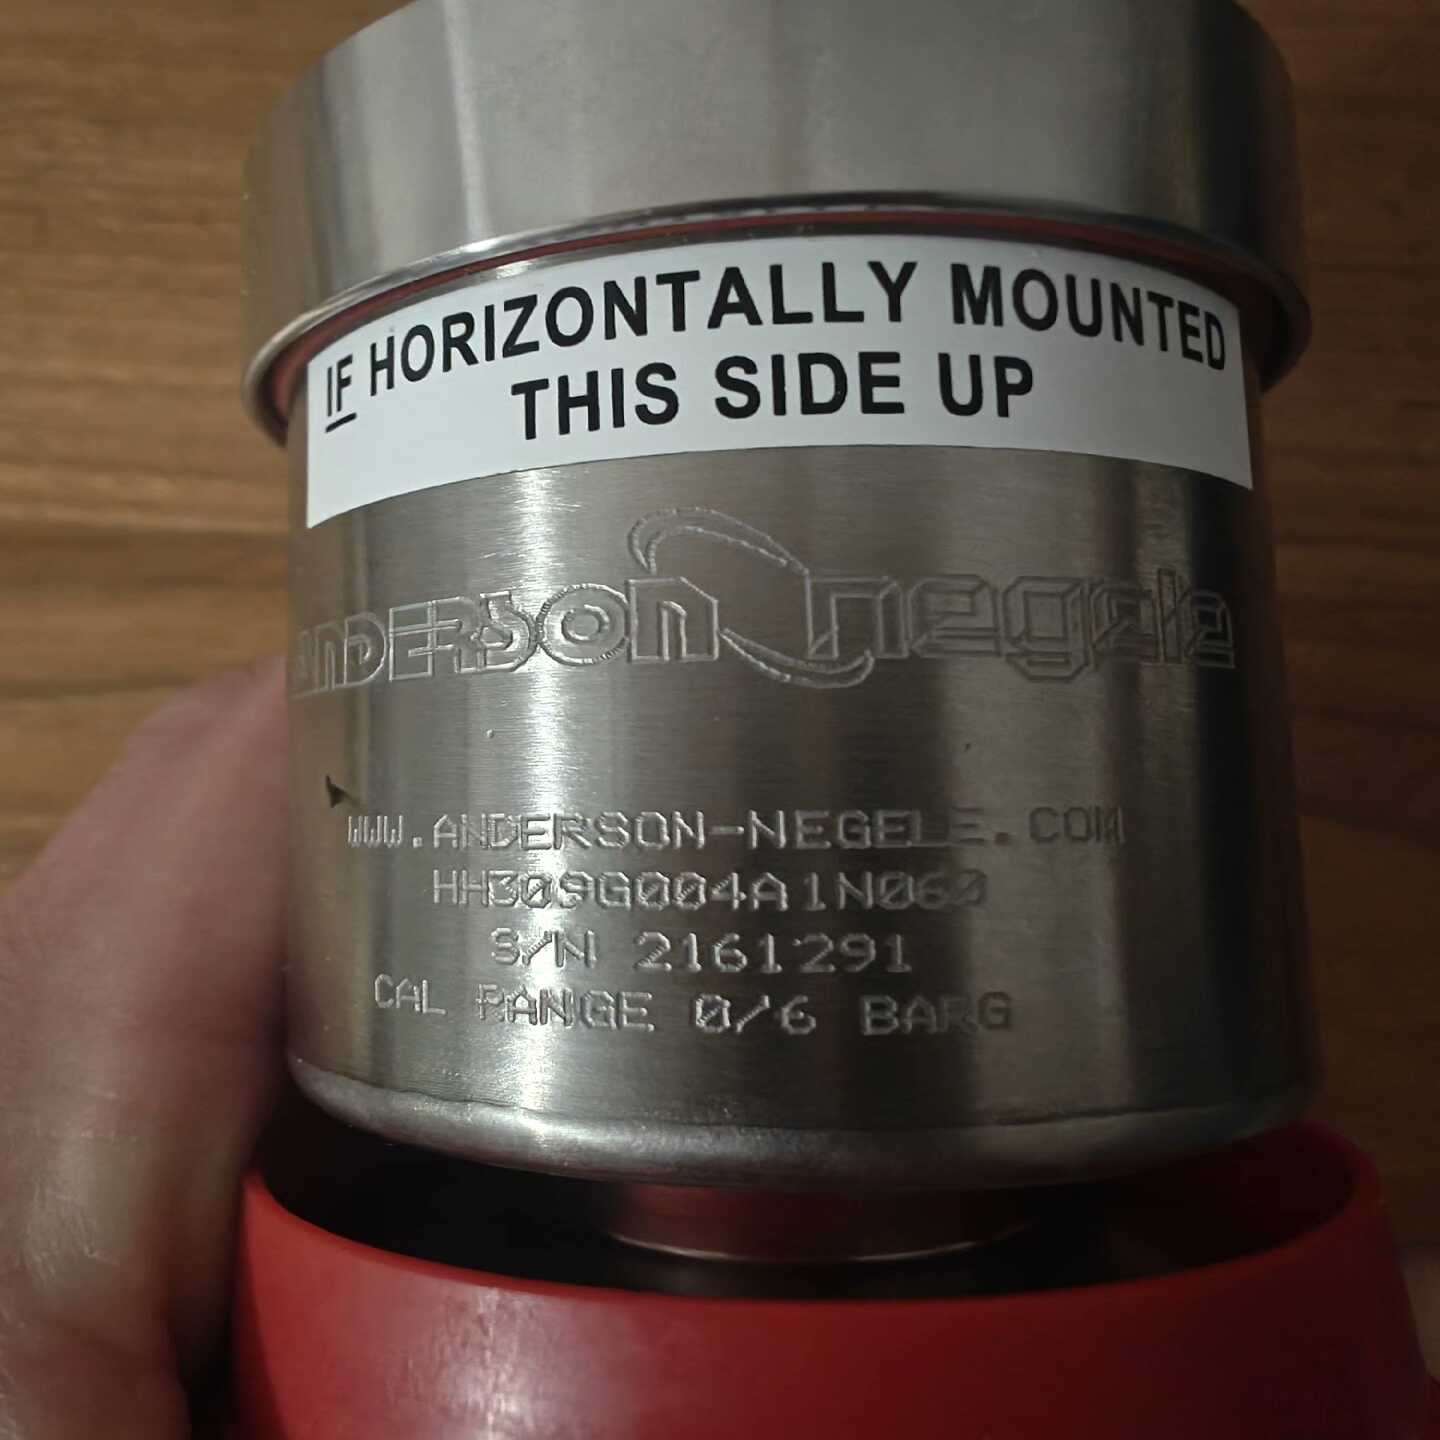 IF HORIZONTALLY MOUNTED
THIS SIDE UP
ANDERSON negele
WWW.ANDERSON-NEGELE.COM
HH309G004A1N060
S/N 2161291
CAL RANGE 0/6 BARG